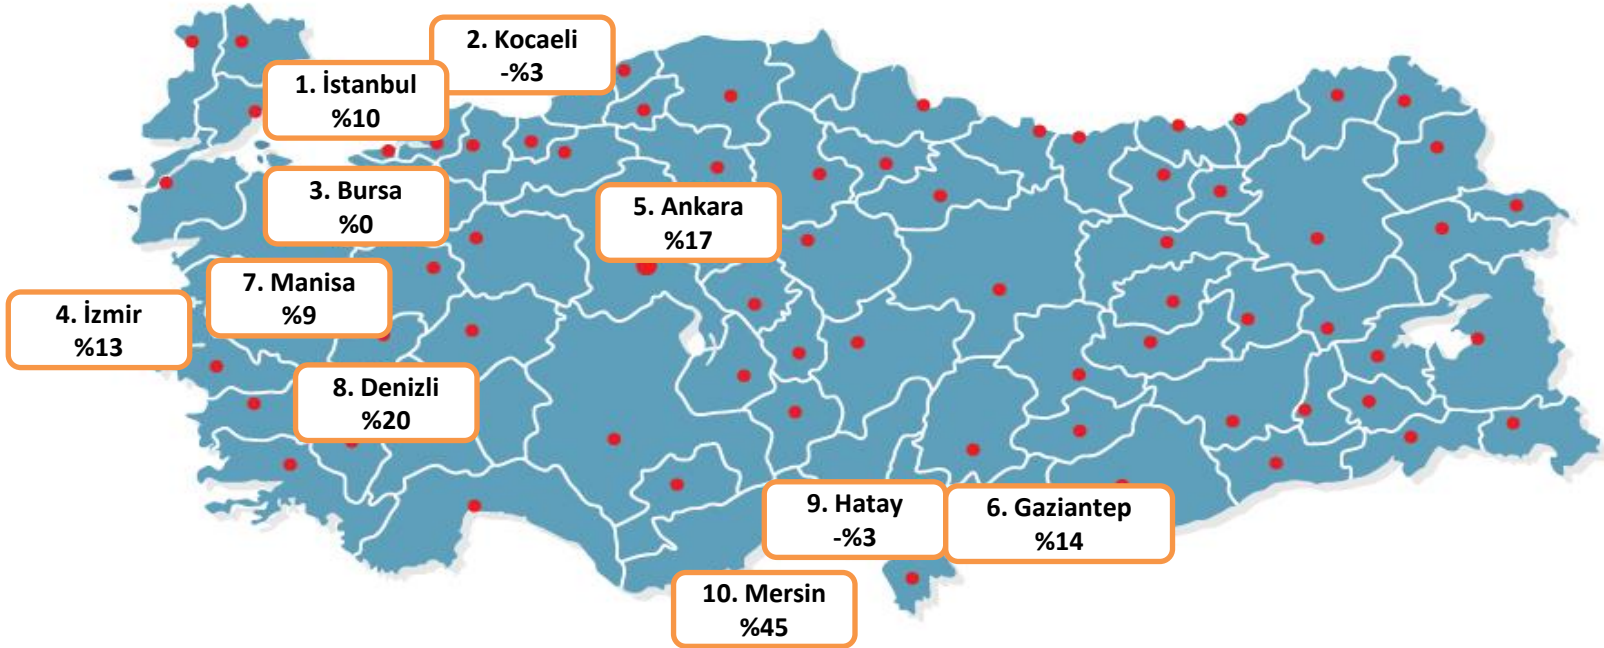 2. Kocaeli
-%3
1. İstanbul
%10
3. Bursa
%0
5. Ankara
%17
7. Manisa
%9
4. İzmir
%13
8. Denizli
%20
9. Hatay
-%3
6. Gaziantep
%14
10. Mersin
%45